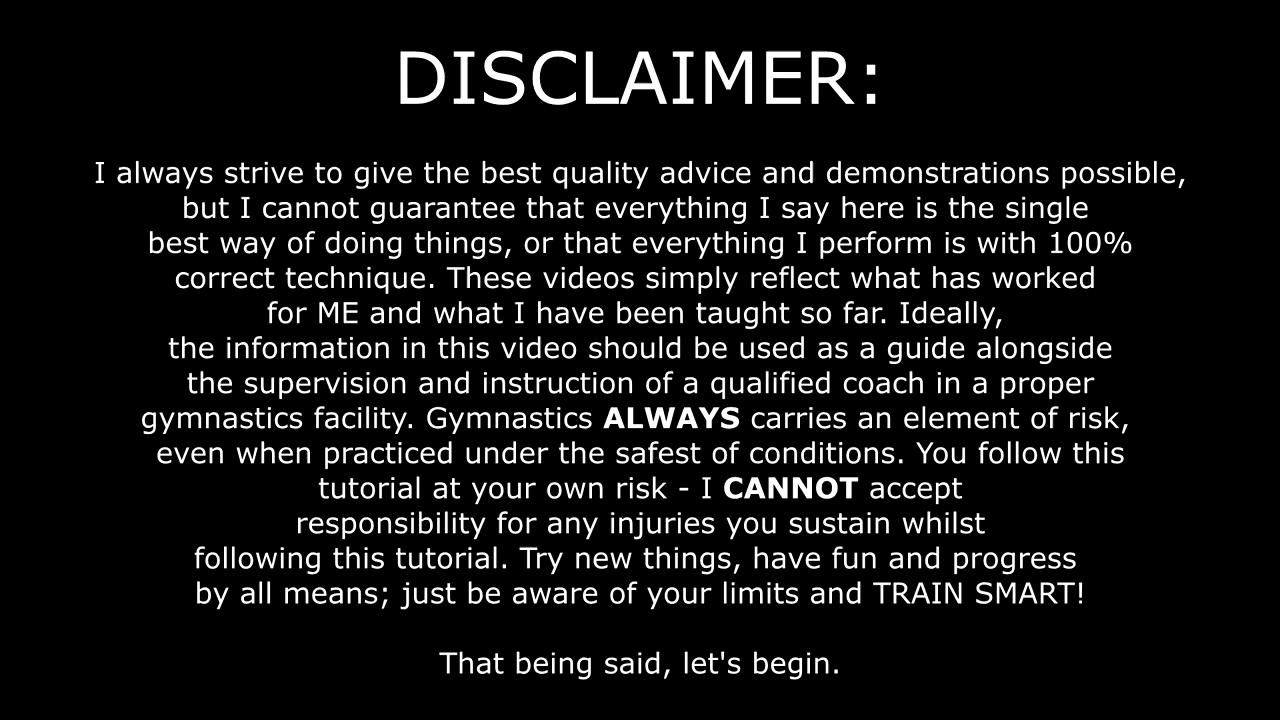 DISCLAIMER:
I always strive to give the best quality advice and demonstrations possible,
but I cannot guarantee that everything I say here is the single
best way of doing things, or that everything I perform is with 100%
correct technique. These videos simply reflect what has worked
for ME and what I have been taught so far. Ideally,
the information in this video should be used as a guide alongside
the supervision and instruction of a qualified coach in a proper
gymnastics facility. Gymnastics ALWAYS carries an element of risk,
even when practiced under the safest of conditions. You follow this
tutorial at your own risk - I CANNOT accept
responsibility for any injuries you sustain whilst
following this tutorial. Try new things, have fun and progress
by all means; just be aware of your limits and TRAIN SMART!
That being said, let's begin.